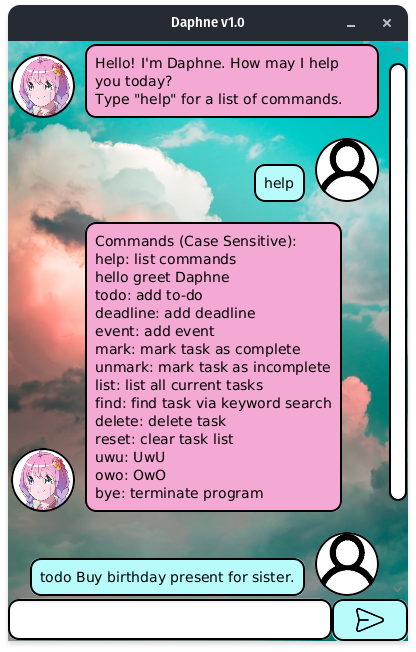 Daphne v1.0
Hello! I'm Daphne. How may I help
you today?
Type "help" for a list of commands.
help
Commands (Case Sensitive):
help: list commands
hello greet Daphne
todo: add to-do
deadline: add deadline
event: add event
mark: mark task as complete
unmark: mark task as incomplete
list: list all current tasks
find: find task via keyword search
delete: delete task
reset: clear task list
uwu: UwU
owo: OwO
bye: terminate program
todo Buy birthday present for sister.